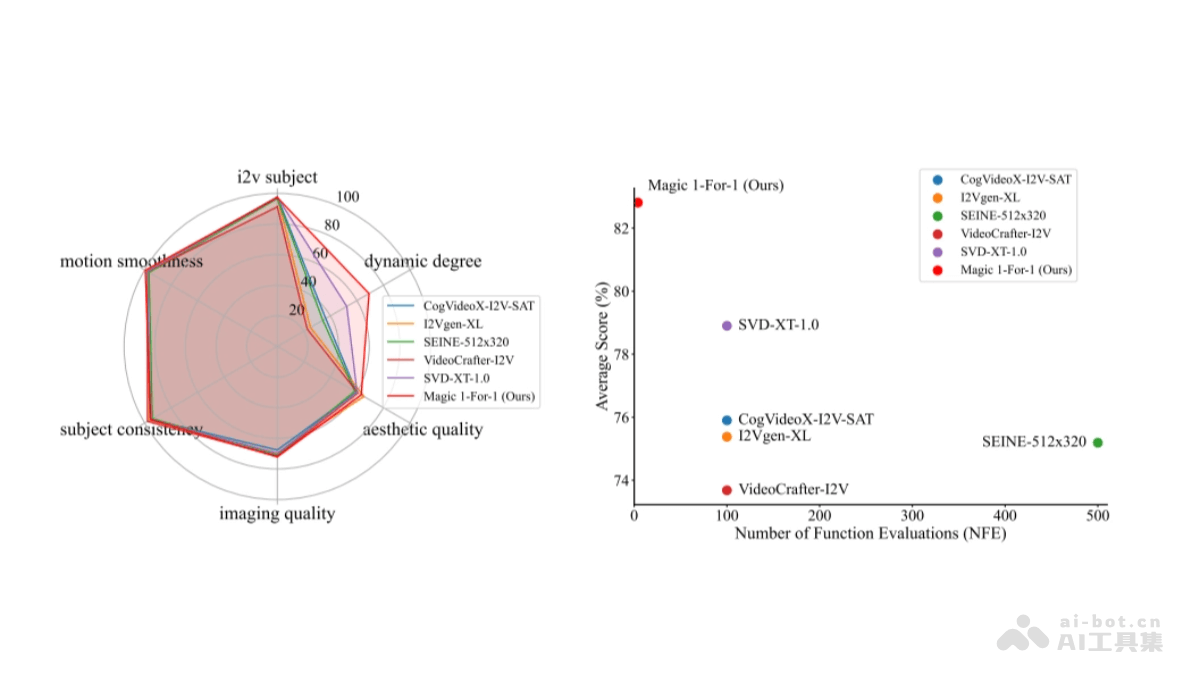 i2v subject
100
80
60
40
20
motion smoothness
dynamic degree
CogVideoX-I2V-SAT
I2Vgen-XL
SEINE-512x320
VideoCrafter-I2V
SVD-XT-1.0
Magic 1-For-1 (Ours)
subject consistency
aesthetic quality
imaging quality
Magic 1-For-1 (Ours)
CogVideoX-I2V-SAT
I2Vgen-XL
SEINE-512x320
VideoCrafter-I2V
SVD-XT-1.0
Magic 1-For-1 (Ours)
82
80
78
76
74
Average Score (%)
SVD-XT-1.0
CogVideoX-I2V-SAT
I2Vgen-XL
SEINE-512x320
VideoCrafter-I2V
0
100
200
300
400
500
Number of Function Evaluations (NFE)
ai-bot.cn
AI工具集